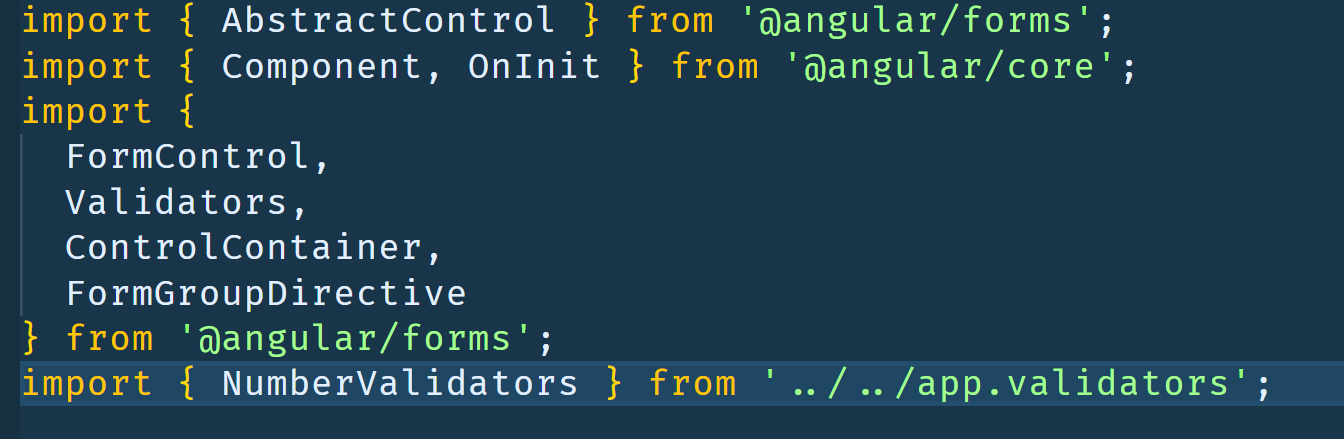 import { AbstractControl } from '@angular/forms';
import { Component, OnInit } from '@angular/core';
import {
  FormControl,
  Validators,
  ControlContainer,
  FormGroupDirective
} from '@angular/forms';
import { NumberValidators } from '../../app.validators';